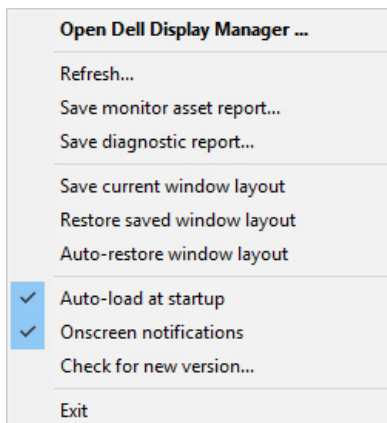 Open Dell Display Manager ...
Refresh...
Save monitor asset report...
Save diagnostic report...
Save current window layout
Restore saved window layout
Auto-restore window layout
Auto-load at startup
Onscreen notifications
Check for new version...
Exit